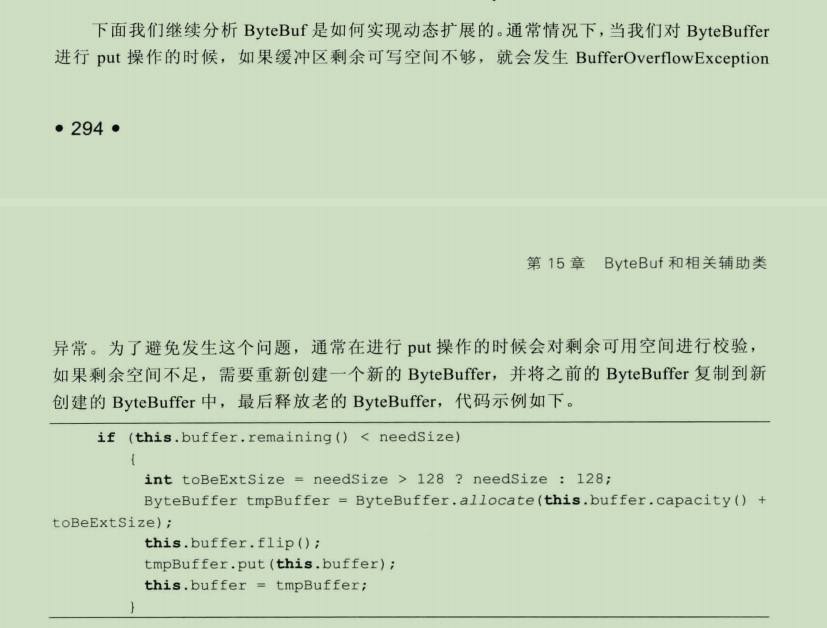 下面我们继续分析 ByteBuf 是如何实现动态扩展的。通常情况下，当我们对 ByteBuffer
进行 put 操作的时候，如果缓冲区剩余可写空间不够，就会发生 BufferOverflowException
• 294 •
第 15 章 ByteBuf 和相关辅助类
异常。为了避免发生这个问题，通常在进行 put 操作的时候会对剩余可用空间进行校验，
如果剩余空间不足，需要重新创建一个新的 ByteBuffer，并将之前的 ByteBuffer 复制到新
创建的 ByteBuffer 中，最后释放老的 ByteBuffer，代码示例如下。
if (this.buffer.remaining() < needSize)
{
int toBeExtSize = needSize > 128 ? needSize : 128;
ByteBuffer tmpBuffer = ByteBuffer.allocate(this.buffer.capacity() +
toBeExtSize);
this.buffer.flip();
tmpBuffer.put(this.buffer);
this.buffer = tmpBuffer;
}